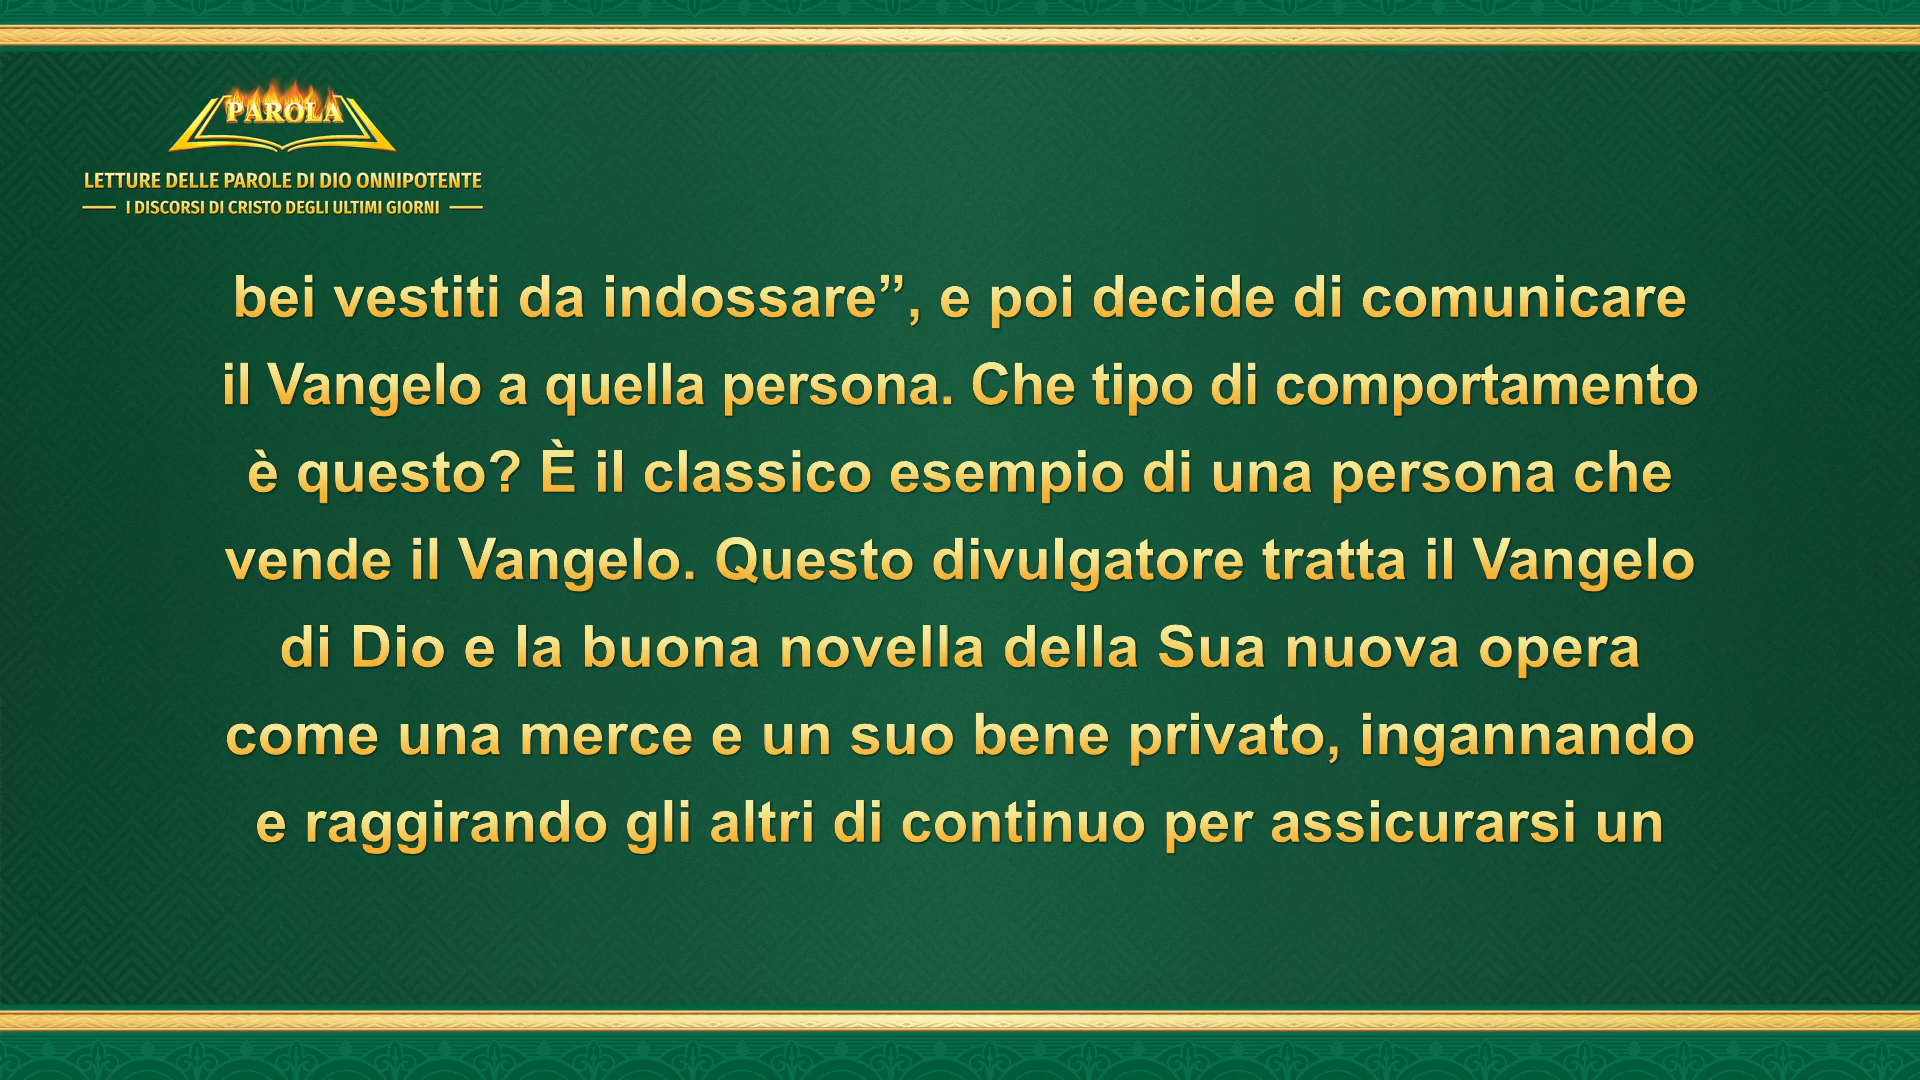 PAROLA
LETTURE DELLE PAROLE DI DIO ONNIPOTENTE
I DISCORSI DI CRISTO DEGLI ULTIMI GIORNI
bei vestiti da indossare”, e poi decide di comunicare
il Vangelo a quella persona. Che tipo di comportamento
è questo? È il classico esempio di una persona che
vende il Vangelo. Questo divulgatore tratta il Vangelo
di Dio e la buona novella della Sua nuova opera
come una merce e un suo bene privato, ingannando
e raggirando gli altri di continuo per assicurarsi un